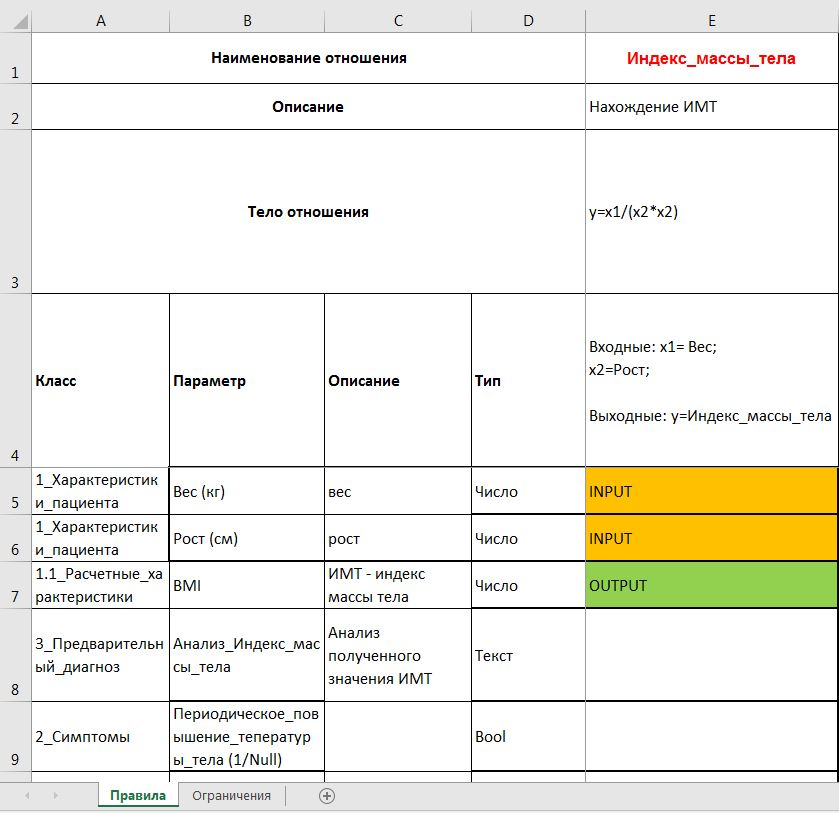 A B C D E
1 Наименование отношения Индекс_массы_тела
2 Описание Нахождение ИМТ
3 Тело отношения y=x1/(x2*x2)
4 Класс Параметр Описание Тип
Входные: x1= Вес;
x2=Рост;
Выходные: y=Индекс_массы_тела
5 1_Характеристик
и_пациента
Вес (кг) вес Число INPUT
6 1_Характеристик
и_пациента
Рост (см) рост Число INPUT
7 1.1_Расчетные_ха
рактеристики
BMI
ИМТ - индекс
массы тела
Число OUTPUT
8 3_Предварительн
ый_диагноз
Анализ_Индекс_мас
сы_тела
Анализ
полученного
значения ИМТ
Текст
9 2_Симптомы
Периодическое_пов
ышение_теператур
ы_тела (1/Null)
Bool
Правила Ограничения